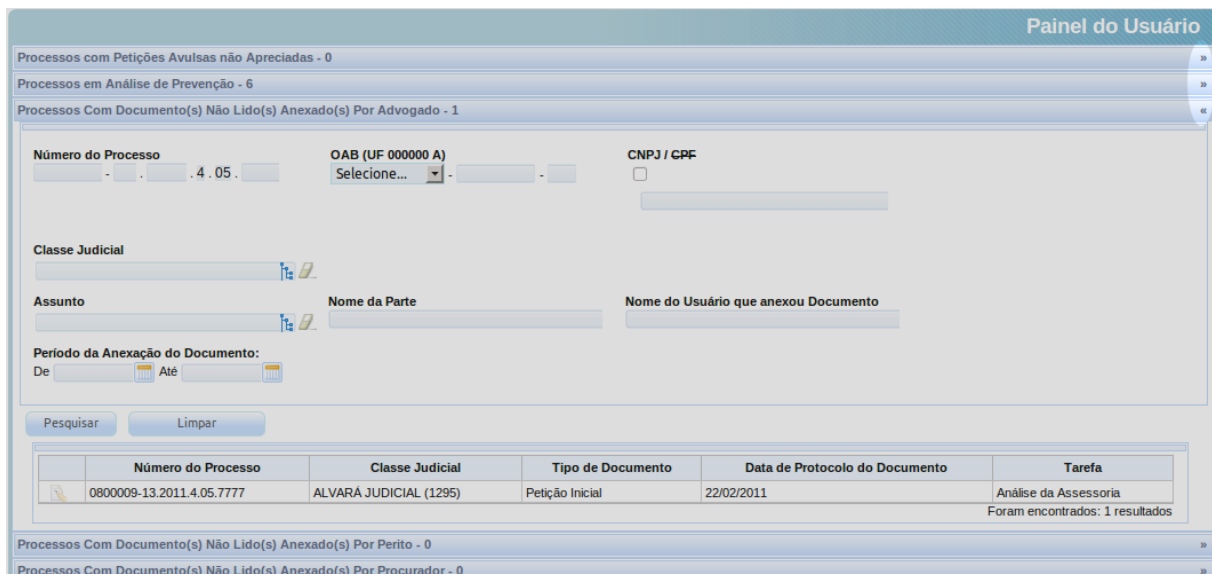 Painel do Usuário
Processos com Petições Avulsas não Apreciadas - 0 »
Processos em Análise de Prevenção - 6 »
Processos Com Documento(s) Não Lido(s) Anexado(s) Por Advogado - 1 «
Número do Processo OAB (UF 000000 A) CNPJ / CPF
- . . 4 . 05 . Selecione... - -
Classe Judicial
Assunto Nome da Parte Nome do Usuário que anexou Documento
Período da Anexação do Documento:
De Até
Pesquisar Limpar
Número do Processo Classe Judicial Tipo de Documento Data de Protocolo do Documento Tarefa
0800009-13.2011.4.05.7777 ALVARÁ JUDICIAL (1295) Petição Inicial 22/02/2011 Análise da Assessoria
Foram encontrados: 1 resultados
Processos Com Documento(s) Não Lido(s) Anexado(s) Por Perito - 0 »
Processos Com Documento(s) Não Lido(s) Anexado(s) Por Procurador - 0 »